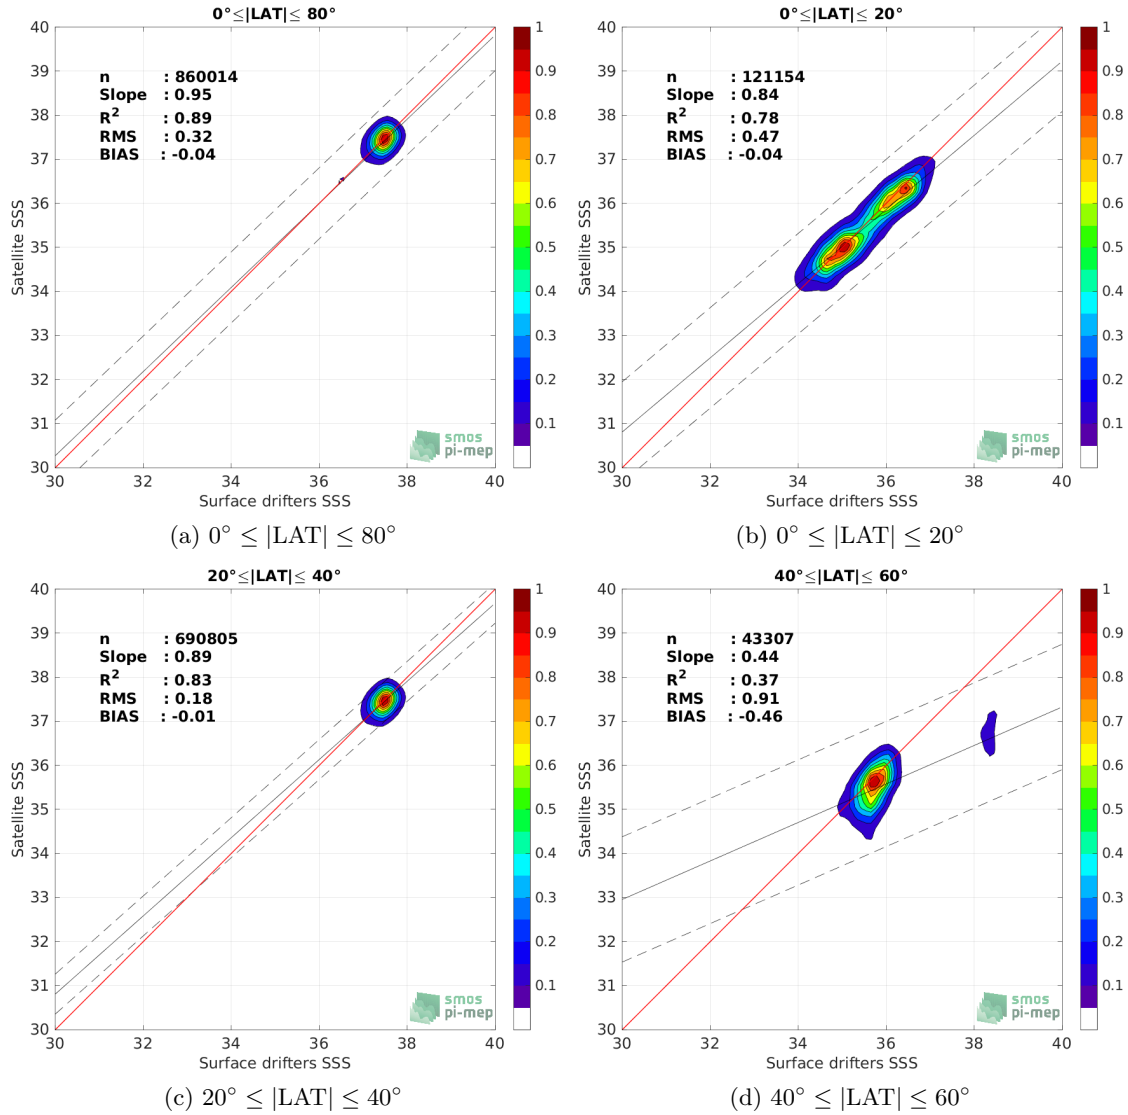 0°≤|LAT|≤ 80°
40
39
38
37
36
35
34
33
32
31
30
Satellite SSS
n : 860014
Slope : 0.95
R² : 0.89
RMS : 0.32
BIAS : -0.04
smos
pi-mep
30 32 34 36 38 40
Surface drifters SSS
1
0.9
0.8
0.7
0.6
0.5
0.4
0.3
0.2
0.1
(a) 0° ≤ |LAT| ≤ 80°
0°≤|LAT|≤ 20°
40
39
38
37
36
35
34
33
32
31
30
Satellite SSS
n : 121154
Slope : 0.84
R² : 0.78
RMS : 0.47
BIAS : -0.04
smos
pi-mep
30 32 34 36 38 40
Surface drifters SSS
1
0.9
0.8
0.7
0.6
0.5
0.4
0.3
0.2
0.1
(b) 0° ≤ |LAT| ≤ 20°
20°≤|LAT|≤ 40°
40
39
38
37
36
35
34
33
32
31
30
Satellite SSS
n : 690805
Slope : 0.89
R² : 0.83
RMS : 0.18
BIAS : -0.01
smos
pi-mep
30 32 34 36 38 40
Surface drifters SSS
1
0.9
0.8
0.7
0.6
0.5
0.4
0.3
0.2
0.1
(c) 20° ≤ |LAT| ≤ 40°
40°≤|LAT|≤ 60°
40
39
38
37
36
35
34
33
32
31
30
Satellite SSS
n : 43307
Slope : 0.44
R² : 0.37
RMS : 0.91
BIAS : -0.46
smos
pi-mep
30 32 34 36 38 40
Surface drifters SSS
1
0.9
0.8
0.7
0.6
0.5
0.4
0.3
0.2
0.1
(d) 40° ≤ |LAT| ≤ 60°